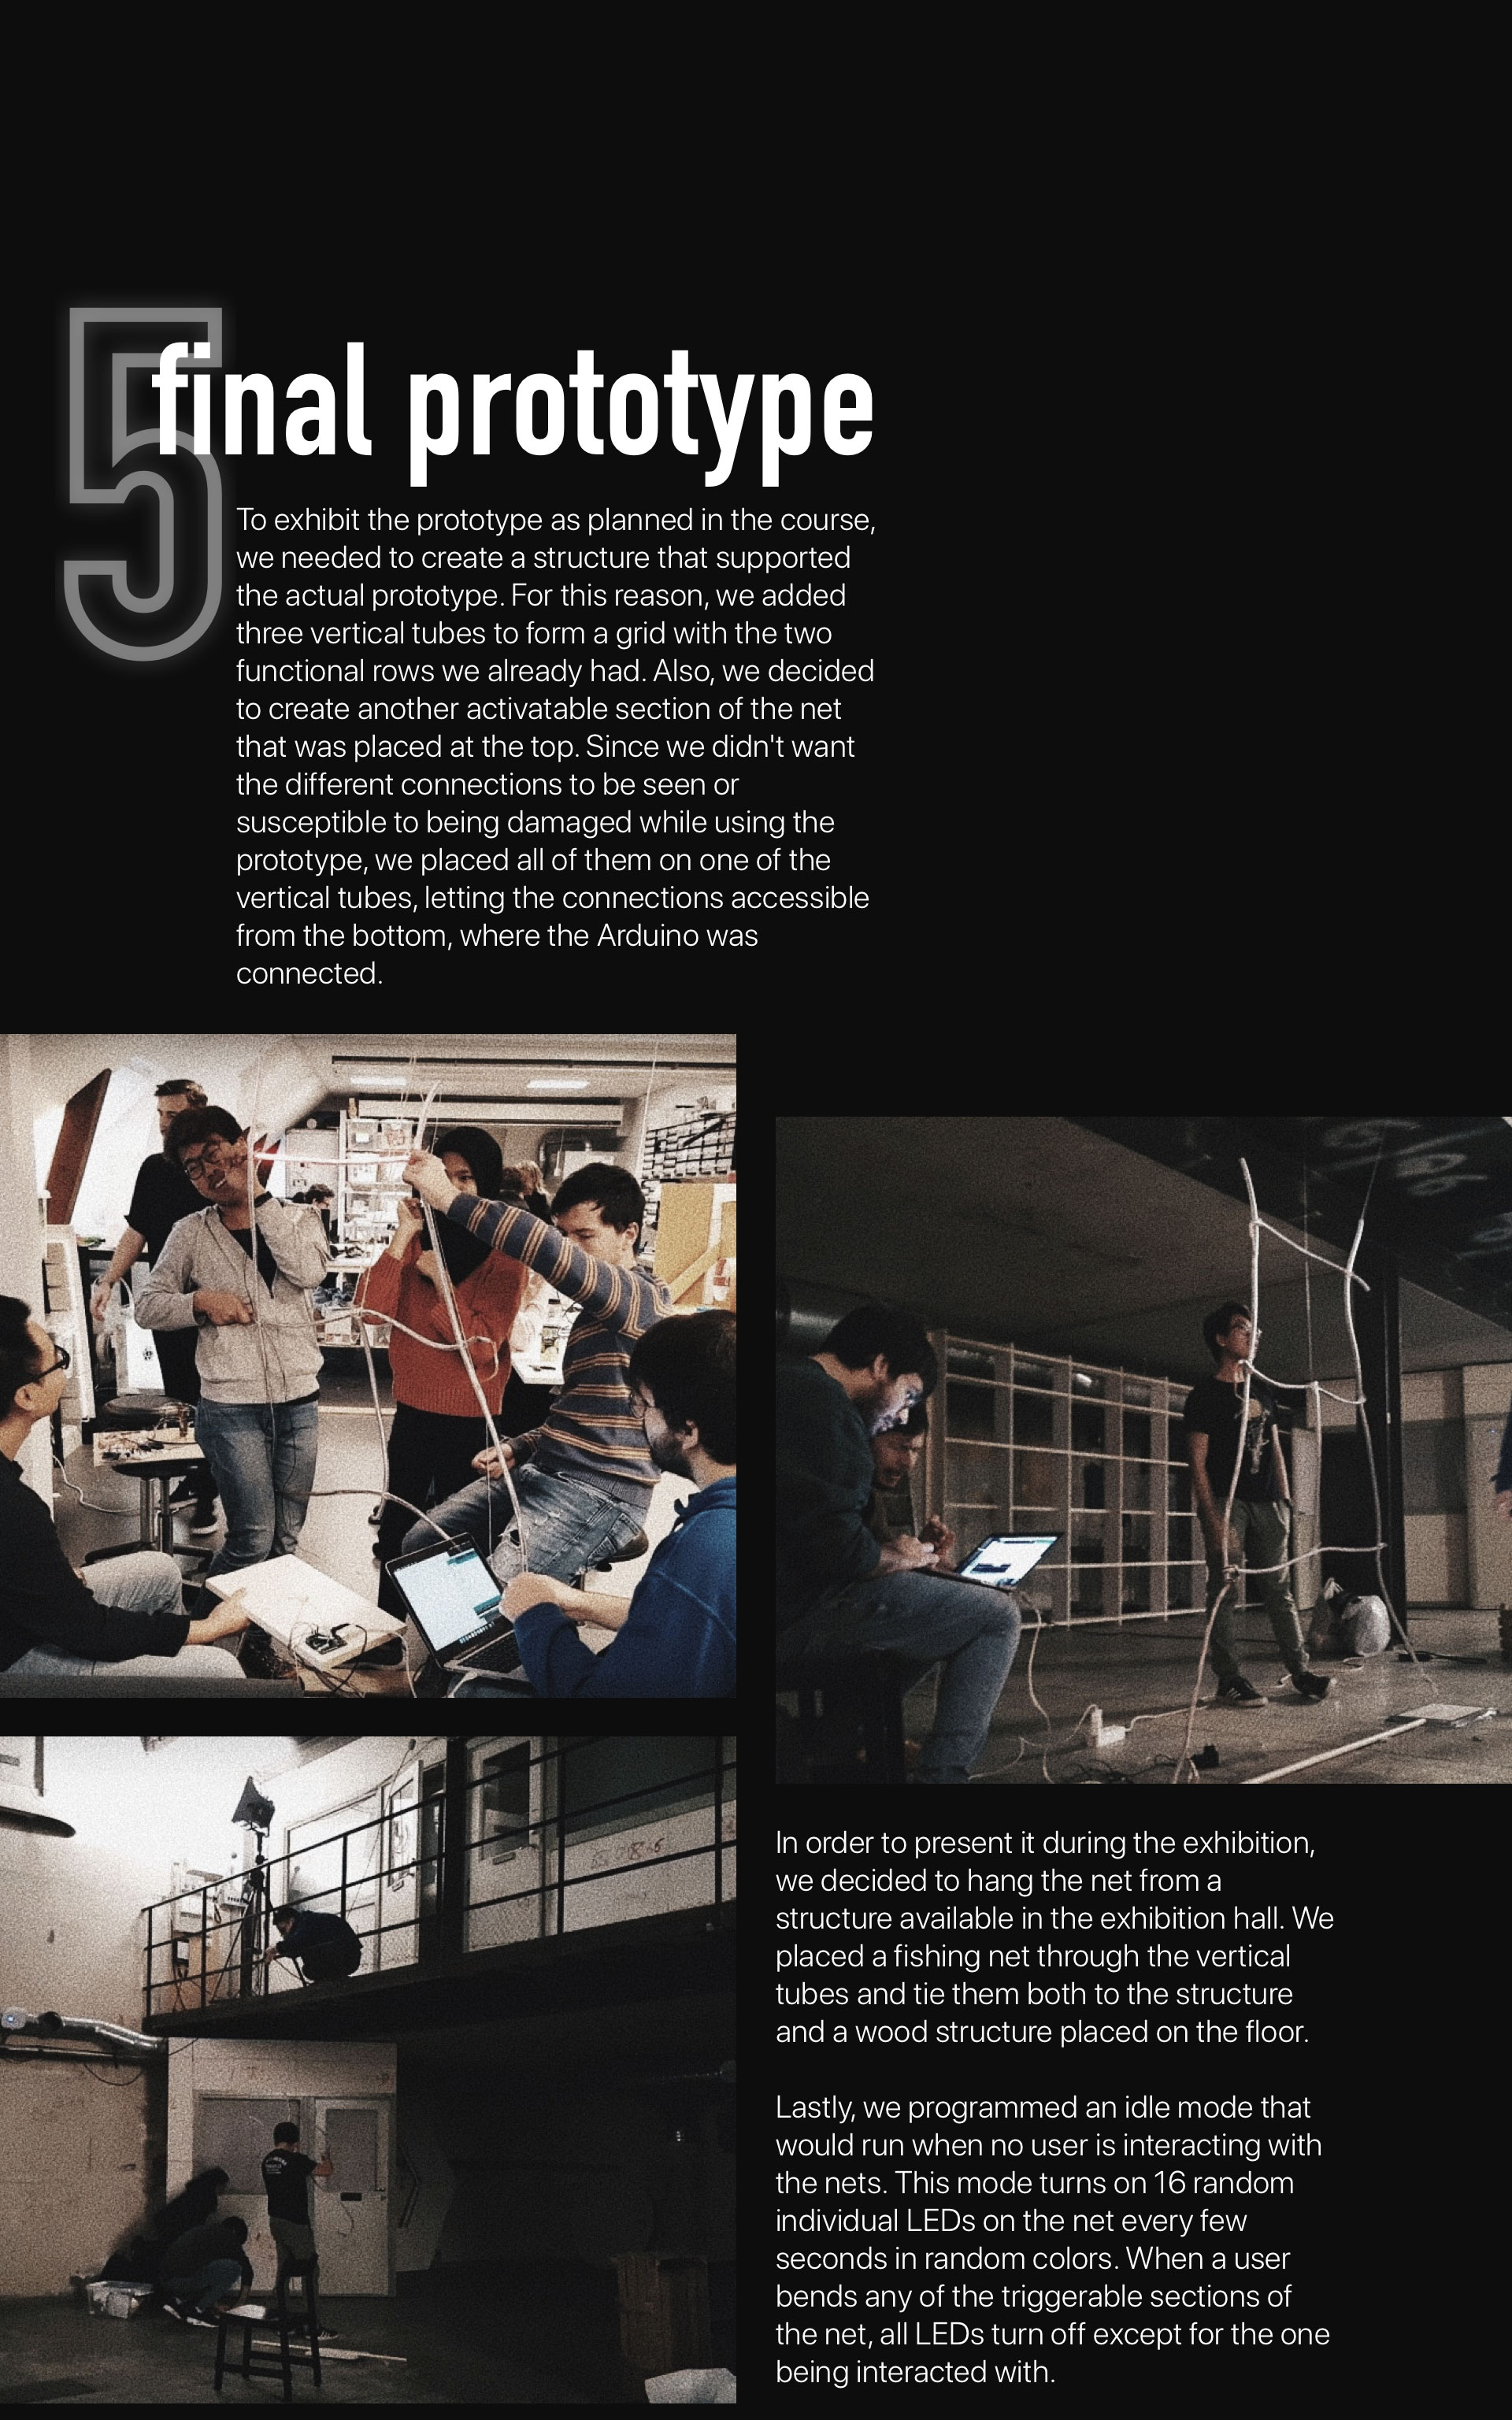 5
final prototype
To exhibit the prototype as planned in the course,
we needed to create a structure that supported
the actual prototype. For this reason, we added
three vertical tubes to form a grid with the two
functional rows we already had. Also, we decided
to create another activatable section of the net
that was placed at the top. Since we didn't want
the different connections to be seen or
susceptible to being damaged while using the
prototype, we placed all of them on one of the
vertical tubes, letting the connections accessible
from the bottom, where the Arduino was
connected.
In order to present it during the exhibition,
we decided to hang the net from a
structure available in the exhibition hall. We
placed a fishing net through the vertical
tubes and tie them both to the structure
and a wood structure placed on the floor.
Lastly, we programmed an idle mode that
would run when no user is interacting with
the nets. This mode turns on 16 random
individual LEDs on the net every few
seconds in random colors. When a user
bends any of the triggerable sections of
the net, all LEDs turn off except for the one
being interacted with.